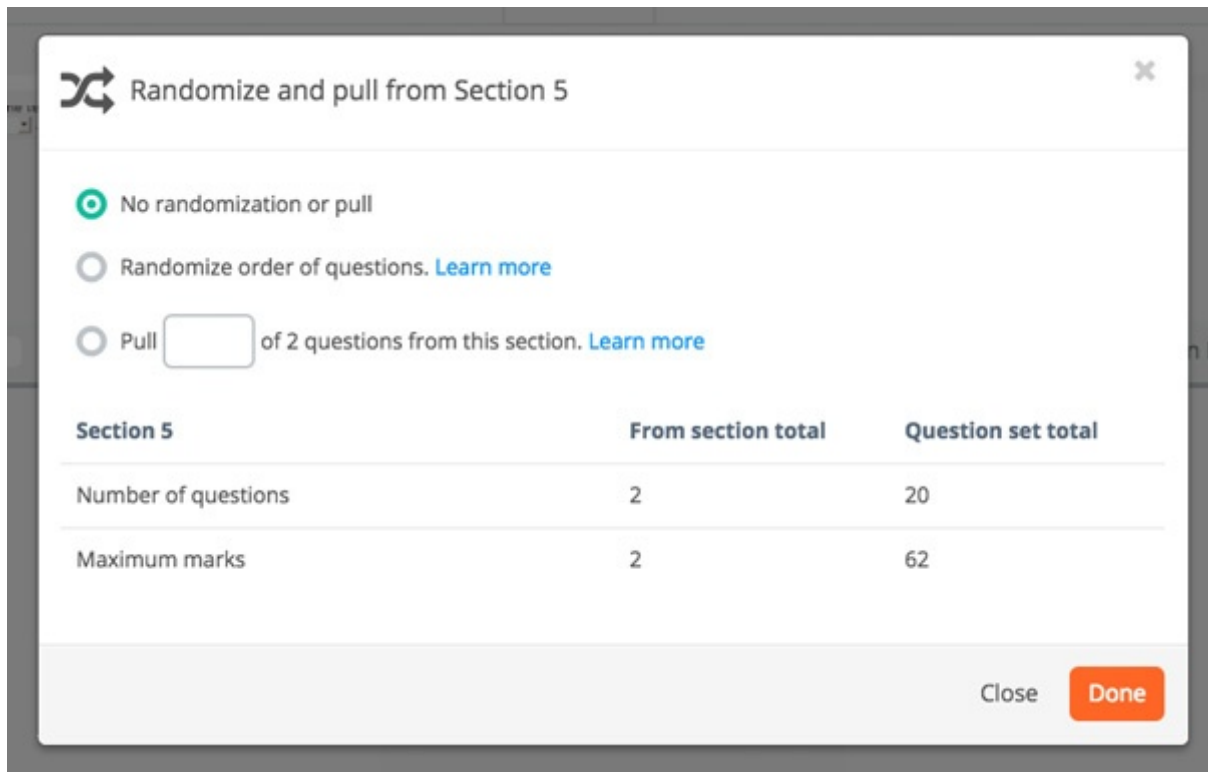 Randomize and pull from Section 5
No randomization or pull
Randomize order of questions. Learn more
Pull of 2 questions from this section. Learn more
Section 5 From section total Question set total
Number of questions 2 20
Maximum marks 2 62
Close Done